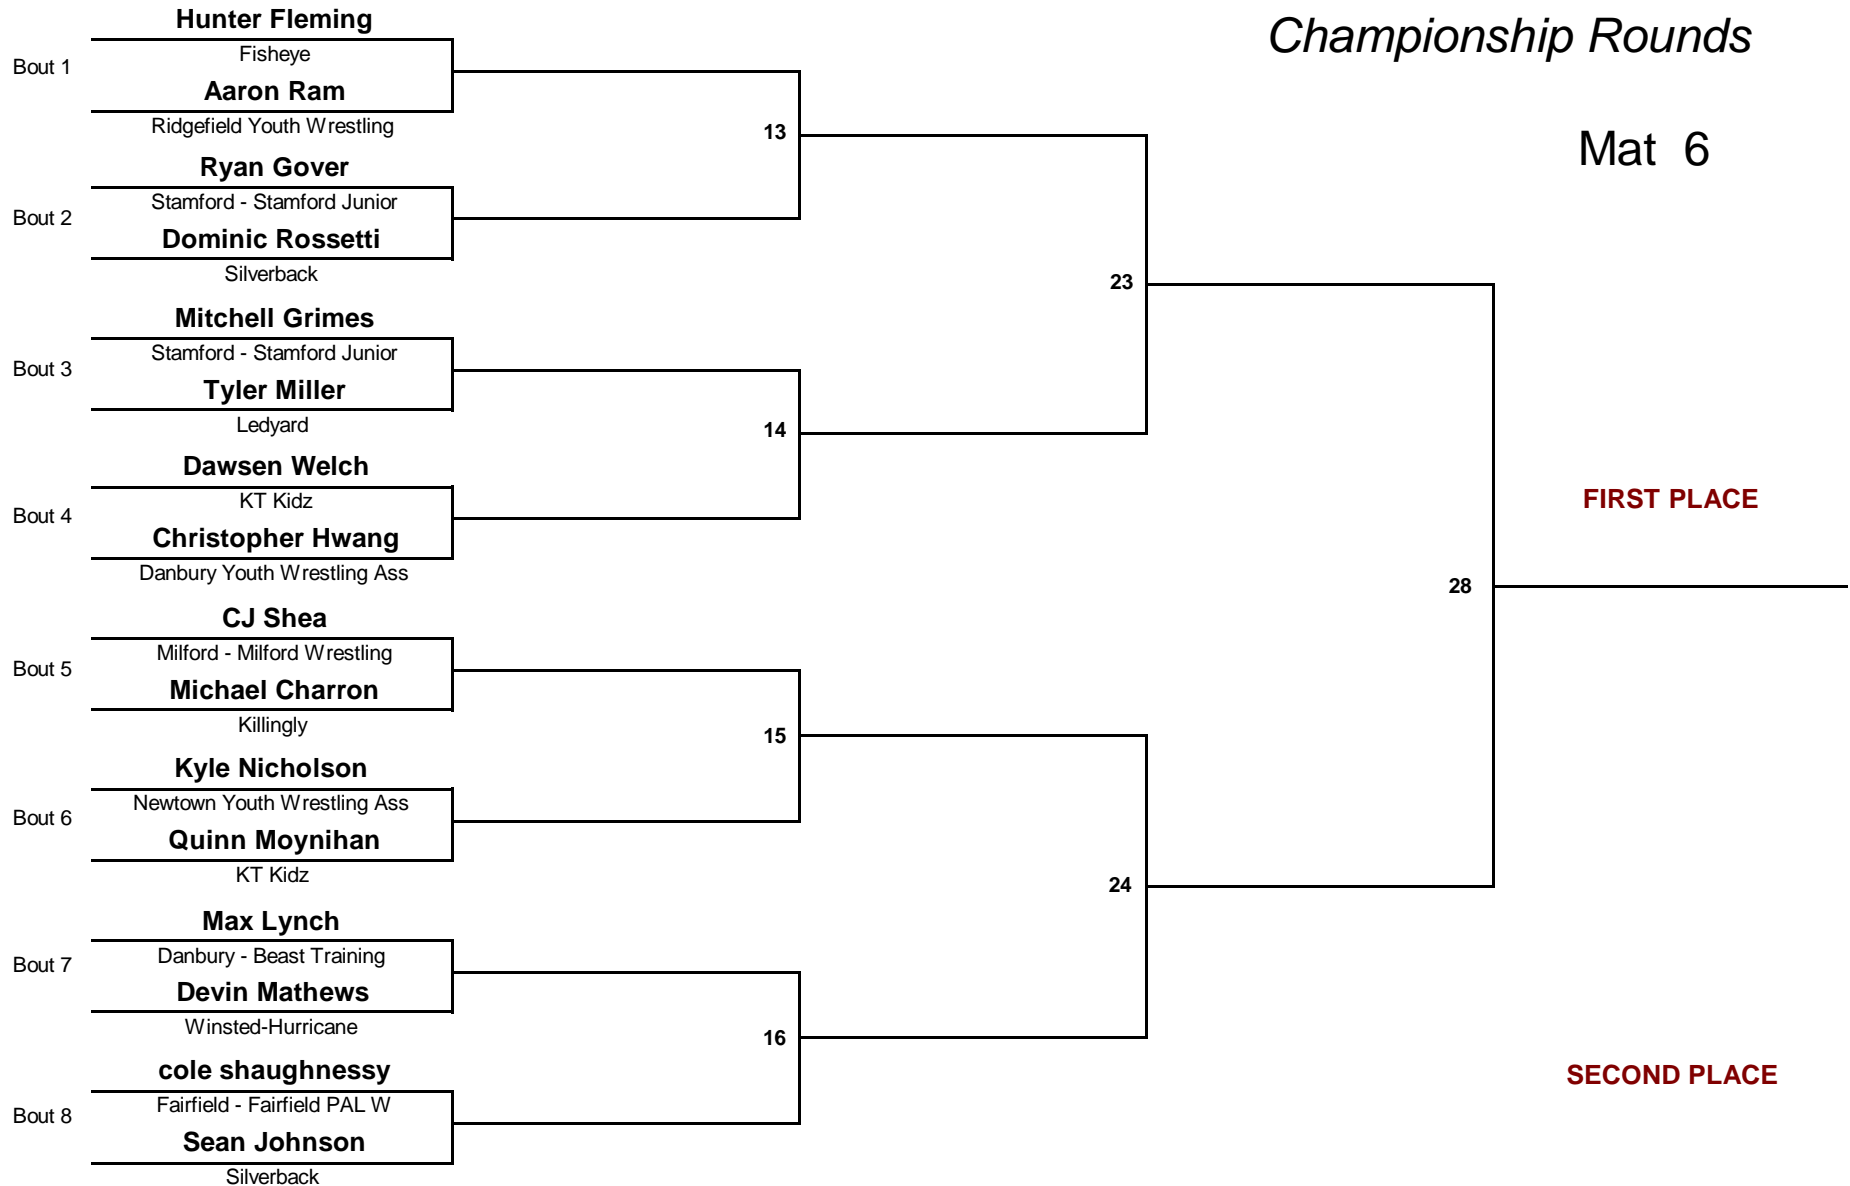 Championship Rounds
Mat 6
Hunter Fleming
Bout 1
Fisheye
Aaron Ram
Ridgefield Youth Wrestling
13
Ryan Gover
Bout 2
Stamford - Stamford Junior
Dominic Rossetti
Silverback
23
Mitchell Grimes
Bout 3
Stamford - Stamford Junior
Tyler Miller
Ledyard
14
Dawsen Welch
Bout 4
KT Kidz
Christopher Hwang
Danbury Youth Wrestling Ass
FIRST PLACE
28
CJ Shea
Bout 5
Milford - Milford Wrestling
Michael Charron
Killingly
15
Kyle Nicholson
Bout 6
Newtown Youth Wrestling Ass
Quinn Moynihan
KT Kidz
24
Max Lynch
Bout 7
Danbury - Beast Training
Devin Mathews
Winsted-Hurricane
16
cole shaughnessy
Bout 8
Fairfield - Fairfield PAL W
Sean Johnson
Silverback
SECOND PLACE